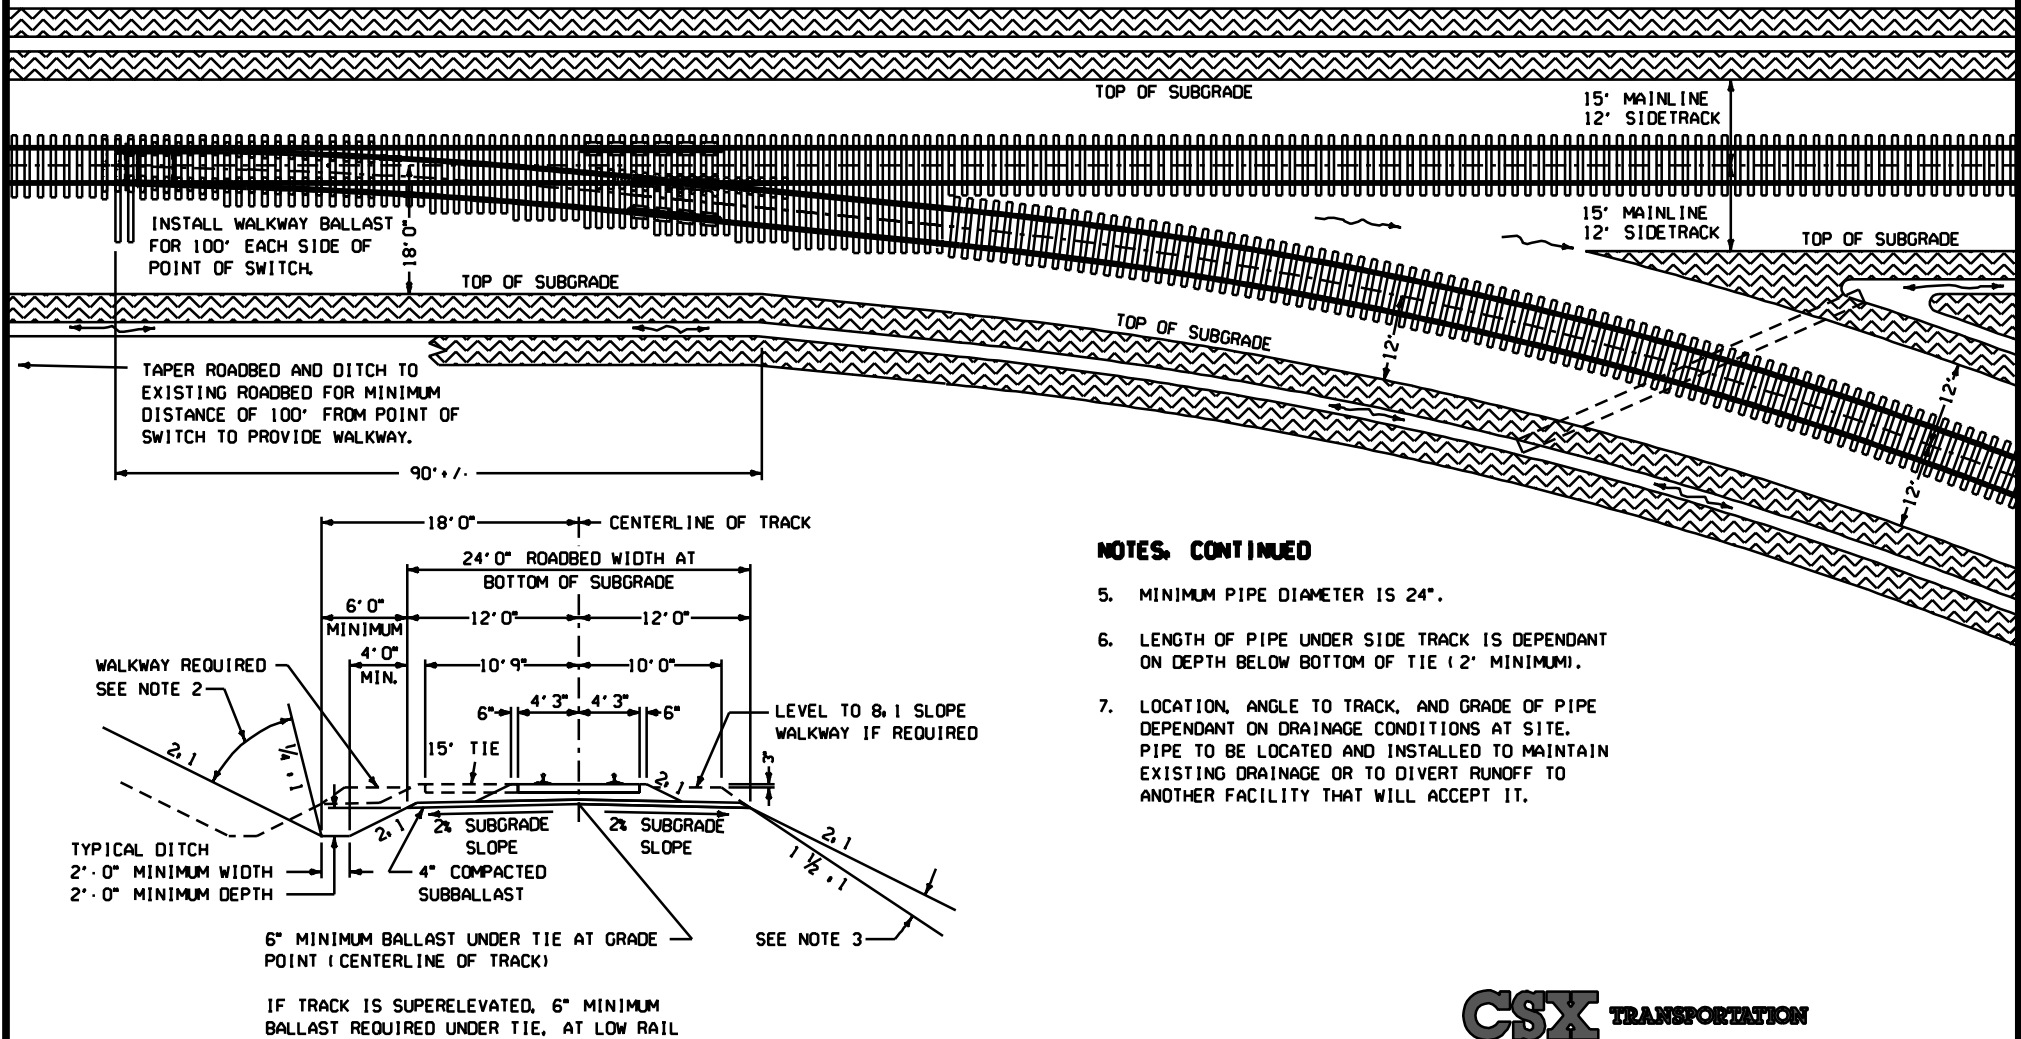 TOP OF SUBGRADE
15' MAINLINE
12' SIDETRACK
15' MAINLINE
12' SIDETRACK
TOP OF SUBGRADE
INSTALL WALKWAY BALLAST
FOR 100' EACH SIDE OF
POINT OF SWITCH.
18'0"
TOP OF SUBGRADE
TOP OF SUBGRADE
12'
12'
12'
TAPER ROADBED AND DITCH TO
EXISTING ROADBED FOR MINIMUM
DISTANCE OF 100' FROM POINT OF
SWITCH TO PROVIDE WALKWAY.
90'+/-
18'0"
CENTERLINE OF TRACK
24'0" ROADBED WIDTH AT
BOTTOM OF SUBGRADE
6'0"
MINIMUM
12'0"
12'0"
4'0"
MIN.
10'9"
10'0"
WALKWAY REQUIRED
SEE NOTE 2
6"
4'3"
4'3"
6"
LEVEL TO 8,1 SLOPE
WALKWAY IF REQUIRED
15' TIE
3"
2,1
1/4,1
2,1
2,1
2% SUBGRADE
SLOPE
2% SUBGRADE
SLOPE
2,1
1 1/2,1
TYPICAL DITCH
2'-0" MINIMUM WIDTH
2'-0" MINIMUM DEPTH
4" COMPACTED
SUBBALLAST
6" MINIMUM BALLAST UNDER TIE AT GRADE
POINT (CENTERLINE OF TRACK)
SEE NOTE 3
IF TRACK IS SUPERELEVATED, 6" MINIMUM
BALLAST REQUIRED UNDER TIE, AT LOW RAIL
NOTES, CONTINUED
5. MINIMUM PIPE DIAMETER IS 24".
6. LENGTH OF PIPE UNDER SIDE TRACK IS DEPENDANT
ON DEPTH BELOW BOTTOM OF TIE (2' MINIMUM).
7. LOCATION, ANGLE TO TRACK, AND GRADE OF PIPE
DEPENDANT ON DRAINAGE CONDITIONS AT SITE.
PIPE TO BE LOCATED AND INSTALLED TO MAINTAIN
EXISTING DRAINAGE OR TO DIVERT RUNOFF TO
ANOTHER FACILITY THAT WILL ACCEPT IT.
CSX TRANSPORTATION